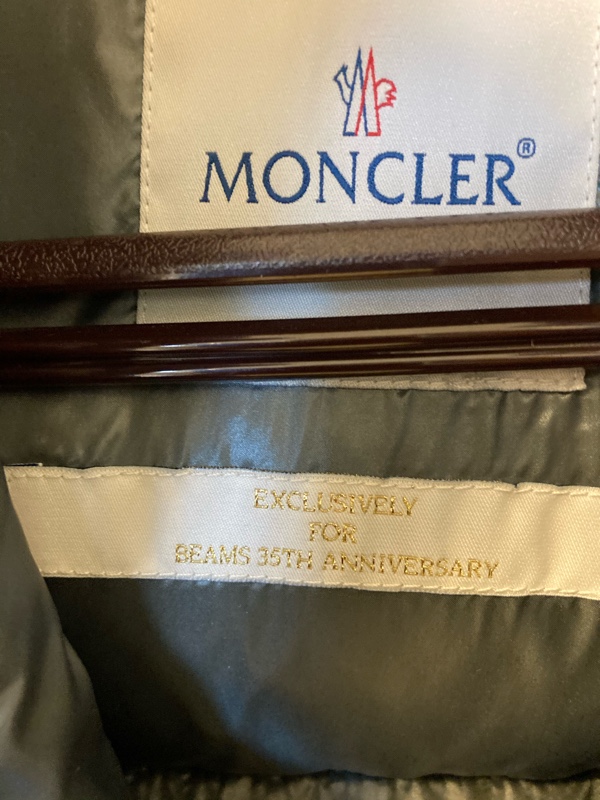 MONCLER®
EXCLUSIVELY
FOR
BEAMS 35TH ANNIVERSARY